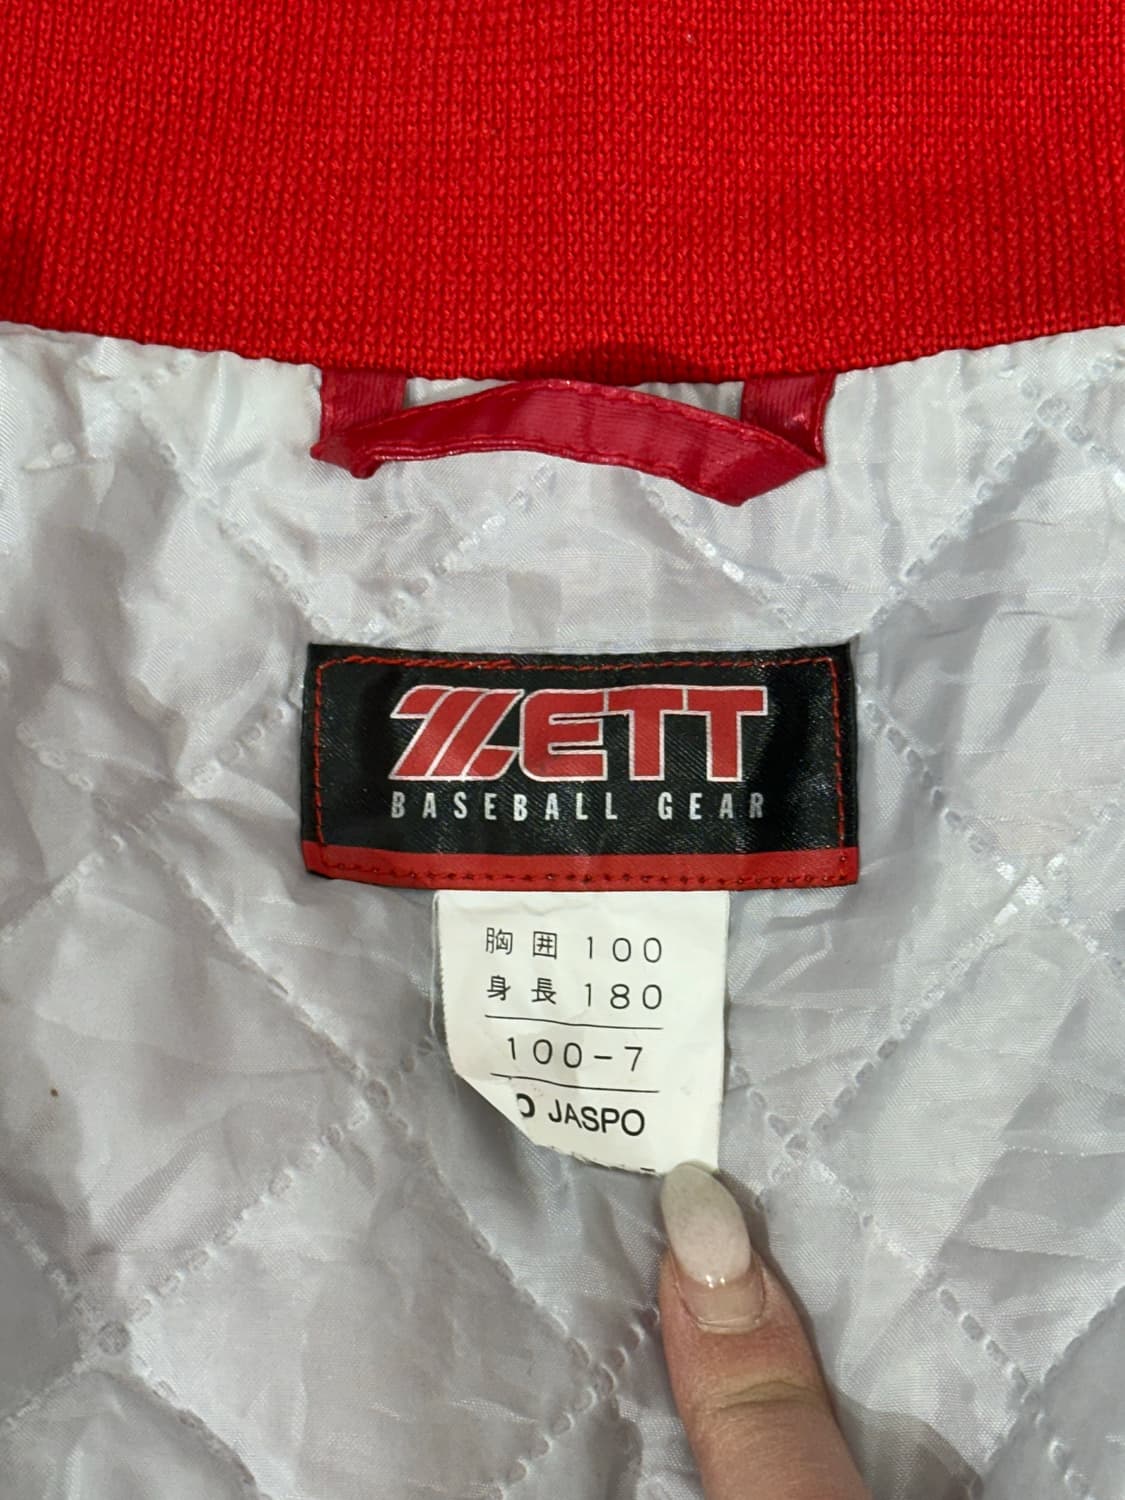 ZETT
BASEBALL GEAR
胸囲 100
身長 180
100-7
JASPO